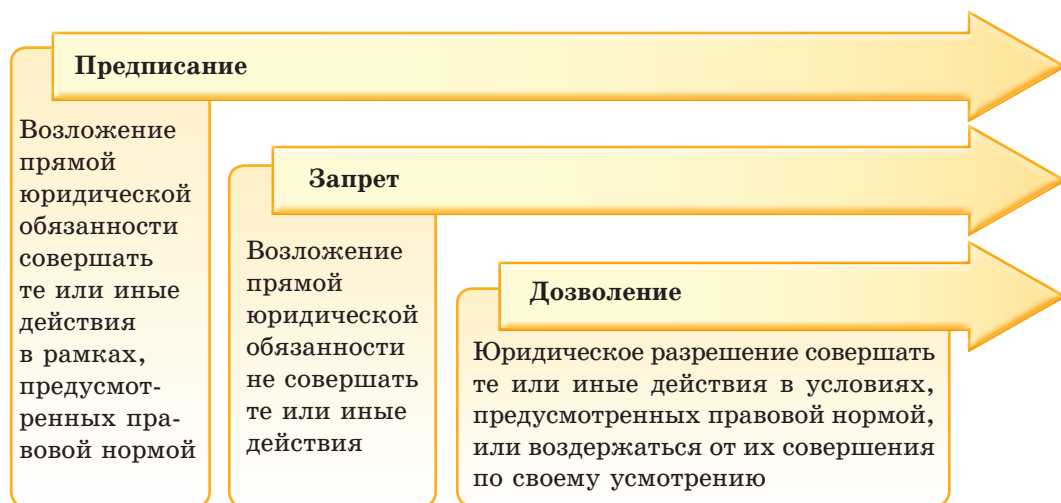 Предписание
Возложение
прямой
юридической
обязанности
совершать
те или иные
действия
в рамках,
предусмот-
ренных пра-
вовой нормой
Запрет
Возложение
прямой
юридической
обязанности
не совершать
те или иные
действия
Дозволение
Юридическое разрешение совершать
те или иные действия в условиях,
предусмотренных правовой нормой,
или воздержаться от их совершения
по своему усмотрению